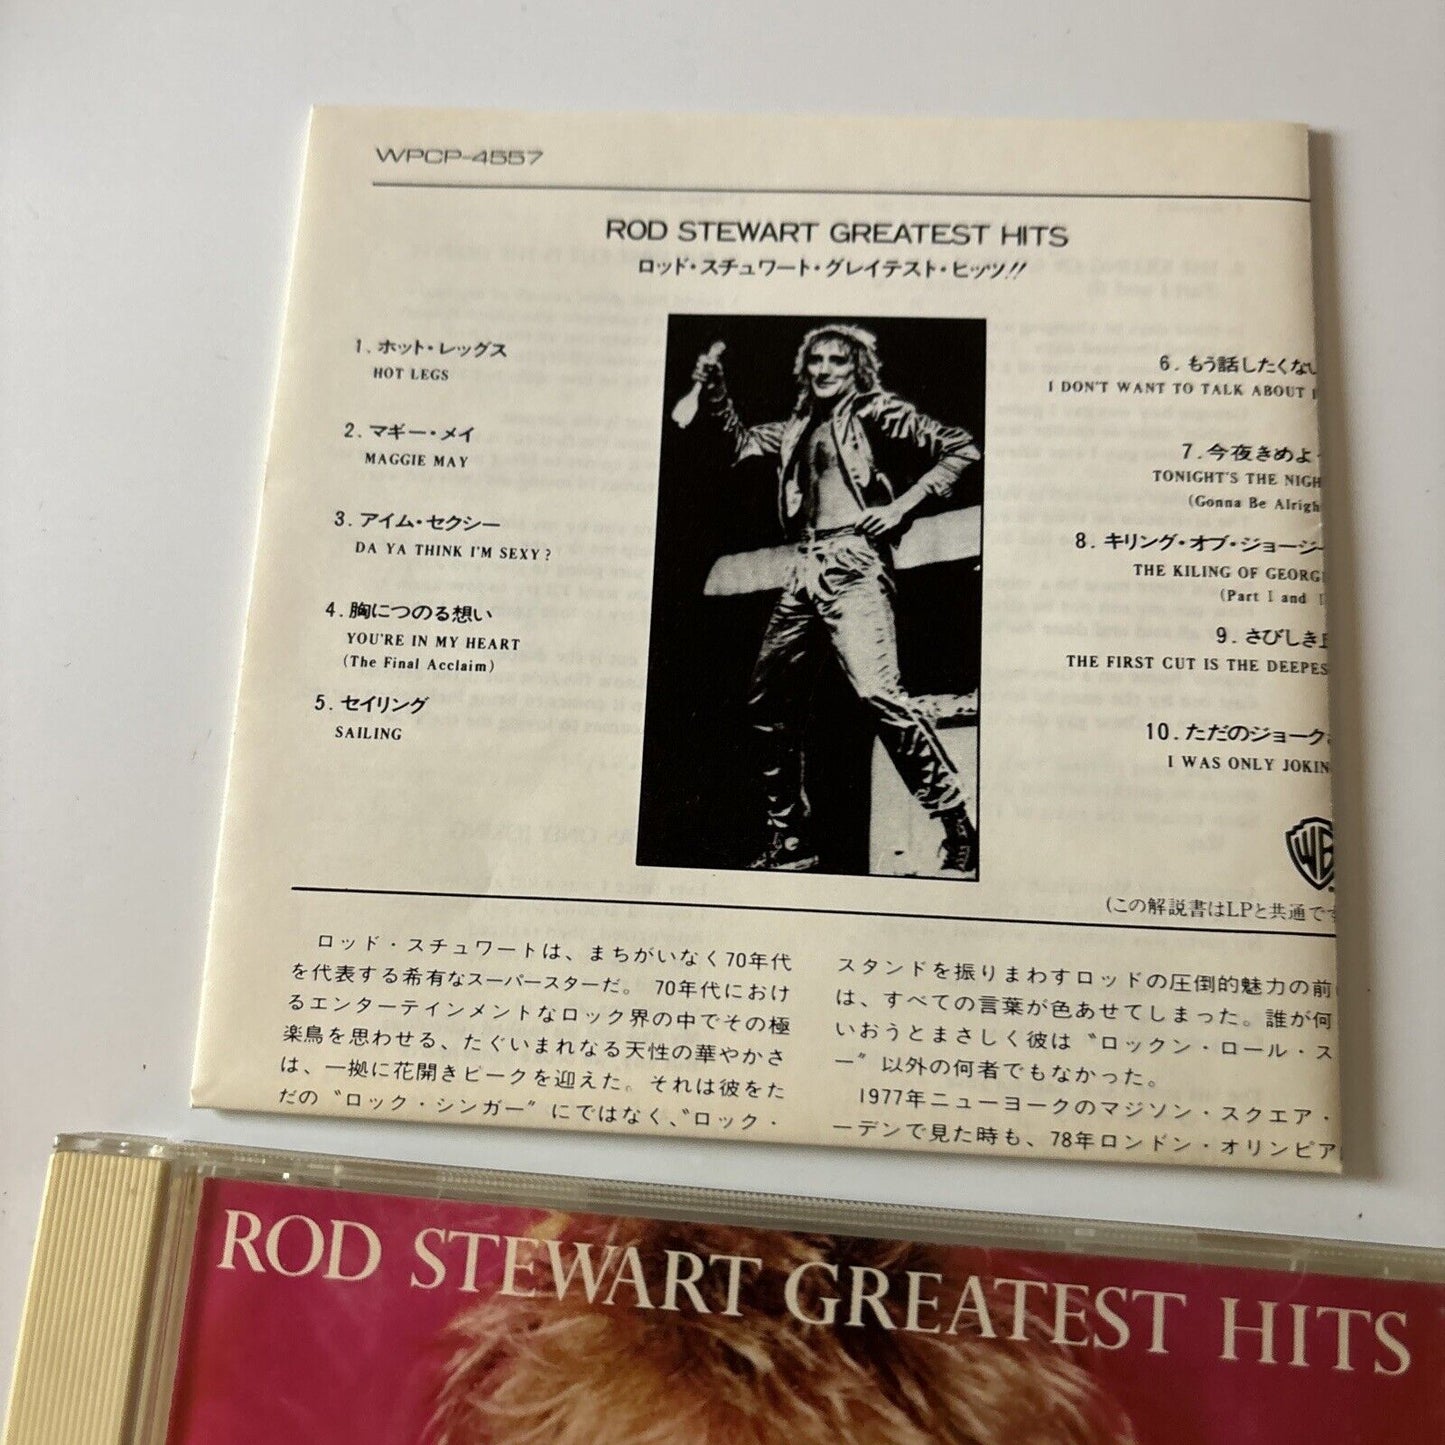 WPCP-4557
ROD STEWART GREATEST HITS
ロッド・スチュワート・グレイテスト・ヒッツ!!
1. ホット・レッグス
HOT LEGS
2. マギー・メイ
MAGGIE MAY
3. アイム・セクシー
DA YA THINK I'M SEXY?
4. 胸につのる想い
YOU'RE IN MY HEART
(The Final Acclaim)
5. セイリング
SAILING
6. もう話したくない
I DON'T WANT TO TALK ABOUT
7. 今夜きめよう
TONIGHT'S THE NIGH
(Gonna Be Alrigh
8. キリング・オブ・ジョージー
THE KILING OF GEORG
(Part I and
9. さびしき
THE FIRST CUT IS THE DEEPES
10. ただのジョークさ
I WAS ONLY JOKIN
WB
(この解説書はLPと共通です
ロッド・スチュワートは、まちがいなく70年代
を代表する希有なスーパースターだ。70年代におけ
るエンターテインメントなロック界の中でその極
楽鳥を思わせる、たぐいまれなる天性の華やかさ
は、一拠に花開きピークを迎えた。それは彼をた
だの〝ロック・シンガー〟にではなく、〝ロック・
スタンドを振りまわすロッドの圧倒的魅力の前
は、すべての言葉が色あせてしまった。誰が何
いおうとまさしく彼は〝ロックン・ロール・ス
ー〟以外の何者でもなかった。
1977年ニューヨークのマジソン・スクエア・
ーデンで見た時も、78年ロンドン・オリンピア
ROD STEWART GREATEST HITS